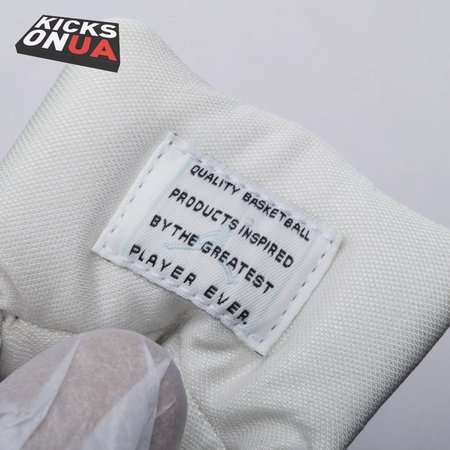 KICKS
ONUA
QUALITY BASKETBALL
PRODUCTS INSPIRED
BY THE GREATEST
PLAYER EVER.